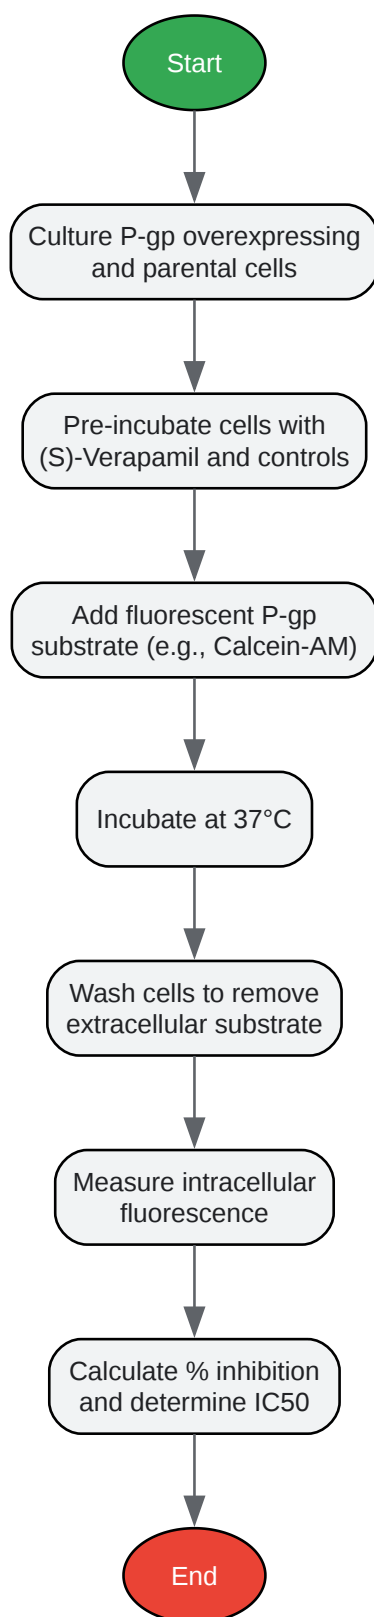 Start
Culture P-gp overexpressing
and parental cells
Pre-incubate cells with
(S)-Verapamil and controls
Add fluorescent P-gp
substrate (e.g., Calcein-AM)
Incubate at 37°C
Wash cells to remove
extracellular substrate
Measure intracellular
fluorescence
Calculate % inhibition
and determine IC50
End